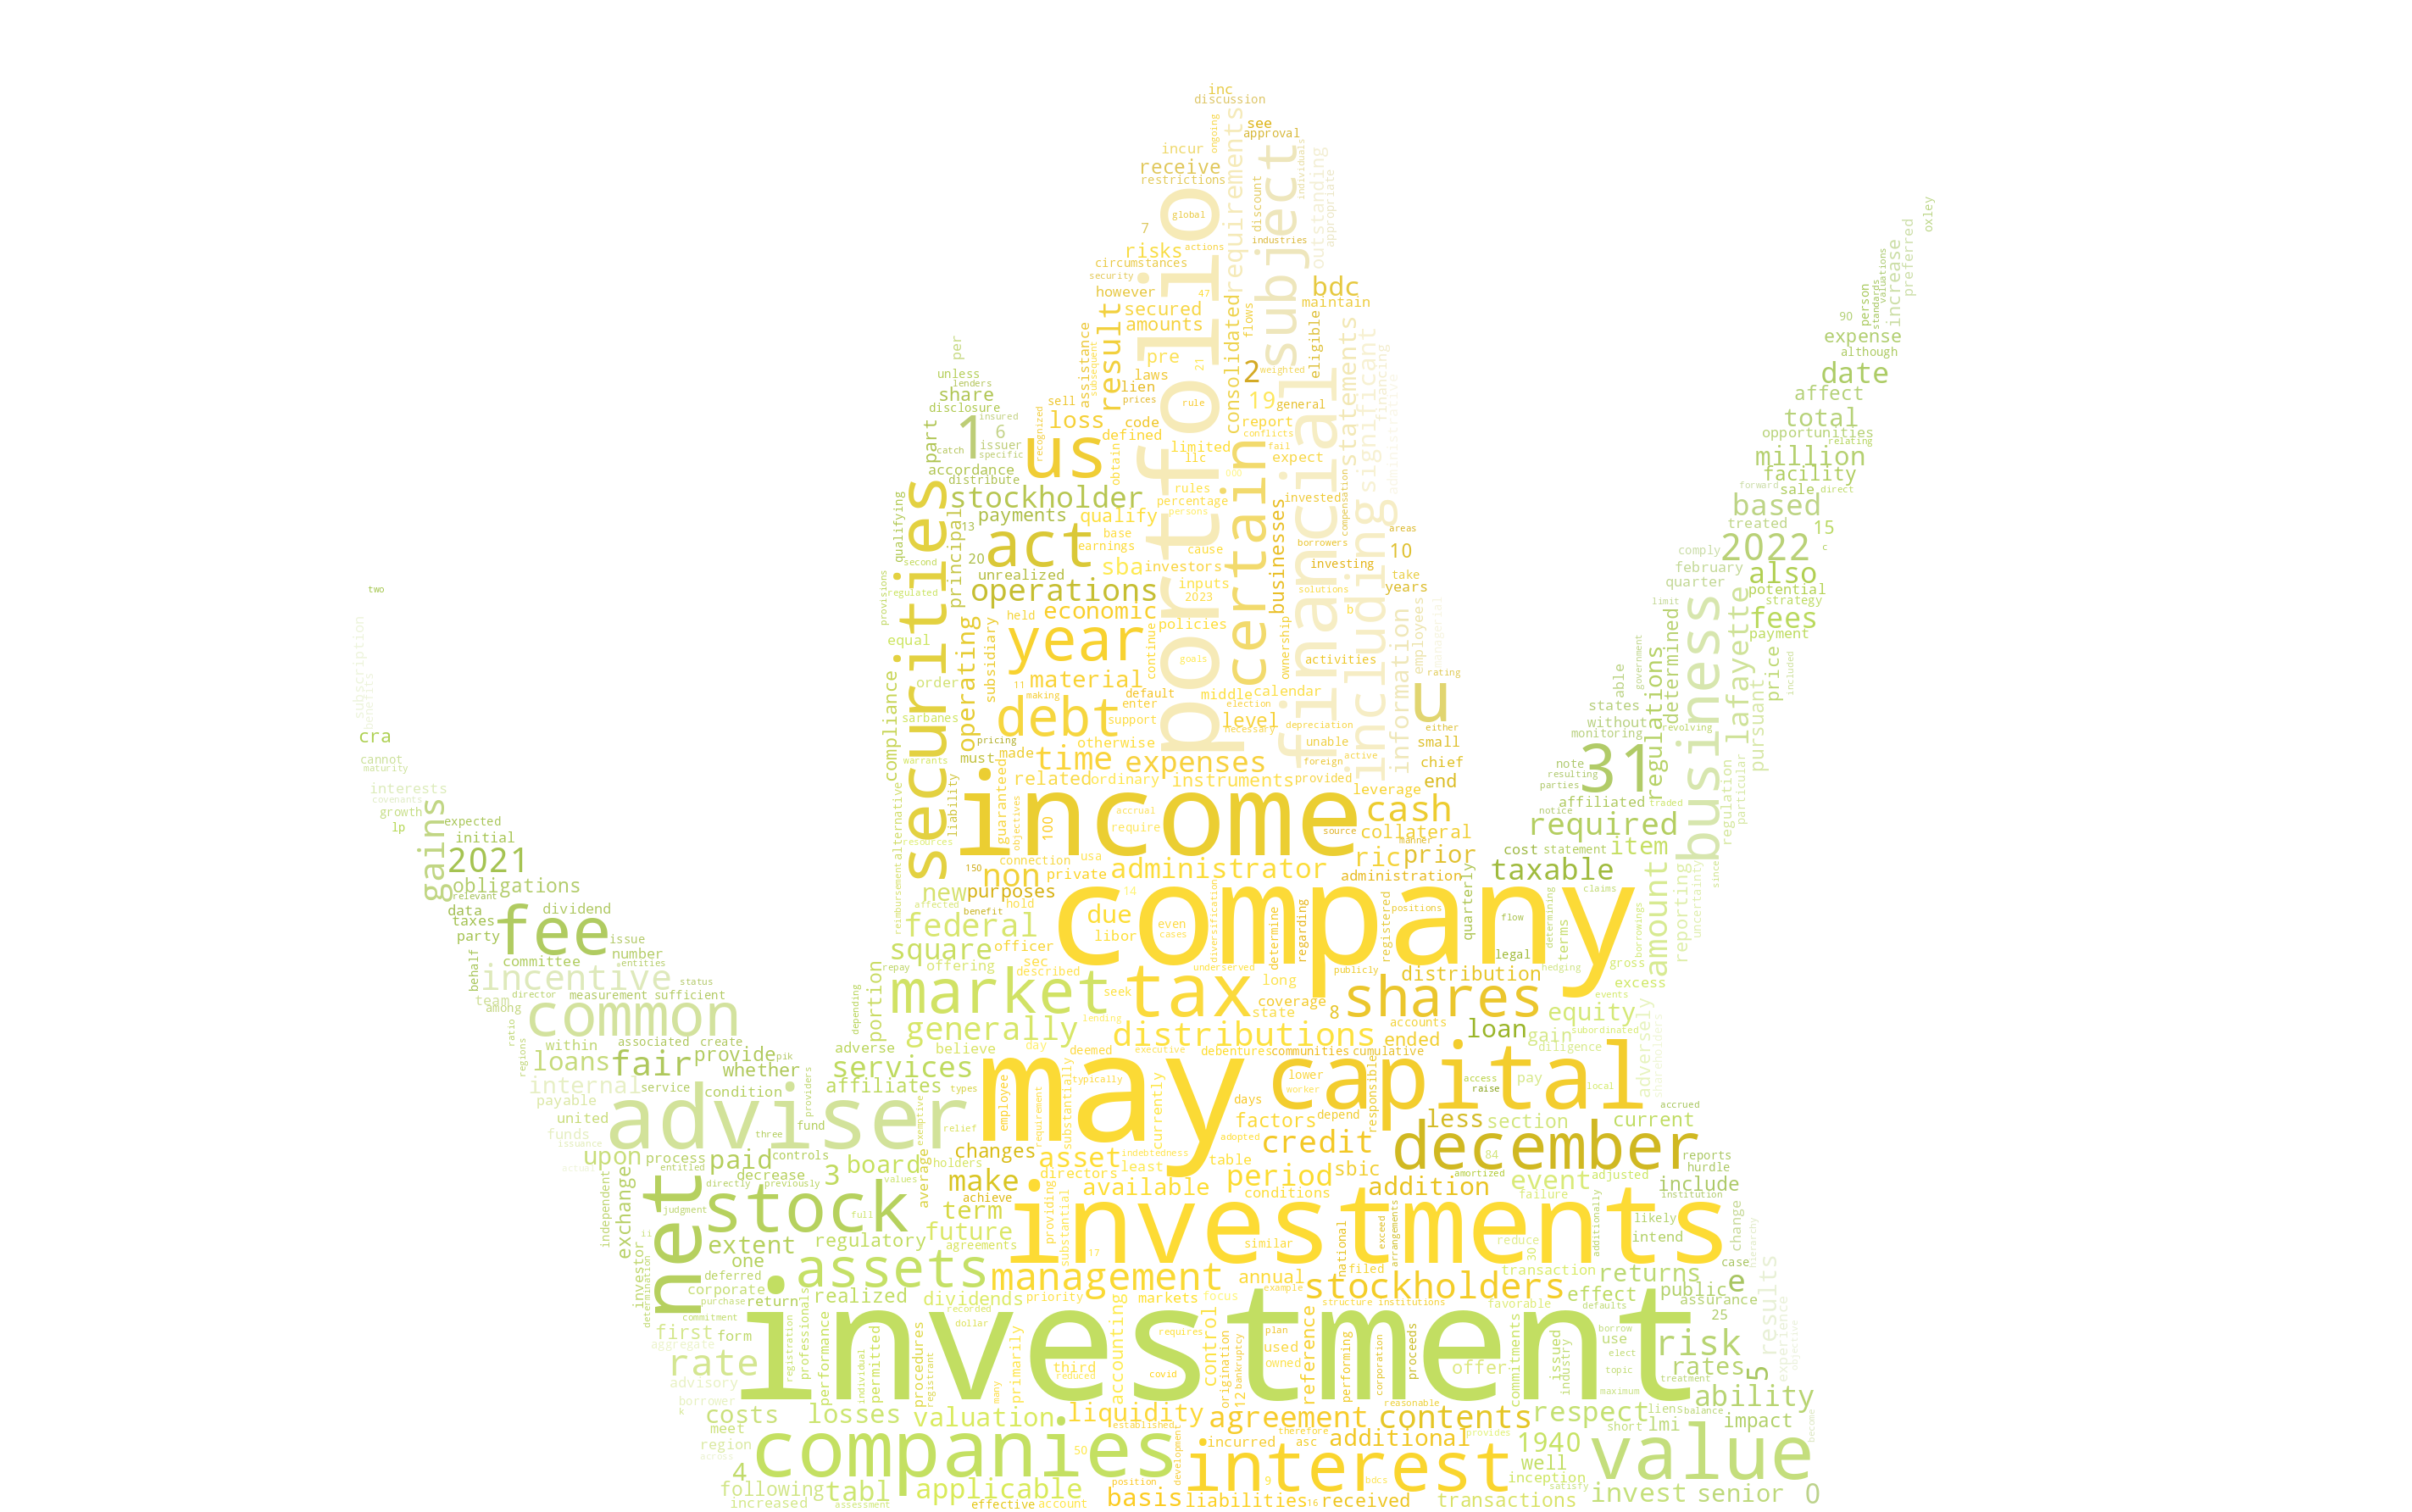 inc
discussion
see
approval
ongoing
incur
receive
restrictions
individuals
requirements
subject
outstanding
appropriate
portfolio
global
discount
7
industries
risks
actions
circumstances
security
bdc
however
47
maintain
secured
amounts
result
consolidated
flows
eligible
statements
significant
financing
assistance
subsequent
pre
21
laws
2
weighted
lien
prices
sell
rule
19
general
administrative
loss
code
report
recognized
defined
conflicts
limited
fail
llc
expect
financial
including
oxley
preferred
valuations
increase
standards
person
90
expense
although
date
affect
total
opportunities
relating
million
facility
forward
sale
direct
based
treated
15
comply
2022
c
february
also
quarter
potential
limit
strategy
fees
payment
per
unless
lenders
share
disclosure
insured
1
6
part
catch
issuer
specific
us
accordance
distribute
obtain
rules
invested
compensation
securities
stockholder
percentage
certain
payments
qualify
persons
qualifying
principal
13
base
areas
act
earnings
cause
borrowers
10
20
second
sba
investors
investing
businesses
unrealized
inputs
take
provisions
regulated
operations
2023
solutions
years
held
economic
b
policies
equal
operating
year
continue
subsidiary
goals
ownership
activities
information
employees
managerial
order
11
material
middle
calendar
rating
compliance
making
default
enter
election
u
sarbanes
debt
support
level
depreciation
necessary
either
pricing
otherwise
unable
small
warrants
must
made
time
expenses
foreign
active
chief
related
ordinary
instruments
provided
end
leverage
two
subscription
benefits
cra
cannot
maturity
interests
covenants
growth
lp
gains
expected
initial
2021
obligations
relevant
data
dividend
taxes
party
fee
issue
number
committee
entities
behalf
incentive
status
team
director
measurement
sufficient
among
common
ratio
regions
within
associated
create
loans
fair
provide
pik
whether
internal
service
condition
providers
payable
united
fund
three
funds
issuance
adviser
upon
process
entitled
paid
controls
decrease
directly
previously
independent
exchange
net
judgment
stock
3
board
values
full
extent
regulatory
investor
determination
one
deferred
corporate
purchase
return
commitment
realized
first
form
aggregate
registration
professionals
rate
advisory
borrower
k
costs
meet
region
across
4
following
increased
assessment
tabl
business
lafayette
price
included
able
government
regulations
determined
states
without
revolving
monitoring
pursuant
note
resulting
parties
31
affiliated
traded
notice
regulation
particular
required
cost
statement
item
since
taxable
amount
reporting
uncertainty
claims
liability
alternative
resources
reimbursement
income
guaranteed
objectives
100
accrual
require
source
cash
collateral
manner
connection
usa
ric
prior
150
non
private
administrator
administration
new
purposes
14
affected
benefit
hold
company
positions
quarterly
flow
determining
terms
borrowings
federal
due
even
cases
libor
diversification
determine
regarding
registered
square
officer
legal
repay
offering
sec
described
underserved
publicly
distribution
hedging
gross
market
tax
long
excess
portion
seek
coverage
state
8
shares
events
equity
depending
generally
lending
distributions
accounts
loan
gain
subordinated
adversely
shareholders
adverse
believe
day
deemed
executive
debentures
communities
cumulative
ended
diligence
services
affiliates
types
typically
lower
worker
access
raise
pay
local
may
capital
responsible
accrued
exemptive
employee
requirement
substantially
currently
days
factors
depend
less
section
current
relief
adopted
credit
december
changes
asset
indebtedness
table
84
reports
hurdle
average
holders
directors
least
period
sbic
amortized
event
adjusted
make
achieve
available
conditions
addition
failure
include
institution
term
providing
substantial
investments
national
exceed
arrangements
likely
change
hierarchy
future
agreements
17
similar
reduce
30
additionally
intend
assets
management
annual
filed
transaction
returns
case
e
example
stockholders
effect
public
assurance
dividends
priority
markets
focus
structure
institutions
favorable
defaults
25
results
recorded
dollar
investment
experience
objective
performance
individual
permitted
procedures
registrant
many
primarily
third
reduced
accounting
covid
requires
control
origination
bankruptcy
12
plan
used
owned
reference
performing
corporation
proceeds
offer
commitments
issued
industry
borrow
use
elect
topic
treatment
maximum
risk
rates
5
ability
losses
valuation
liquidity
established
agreement
reasonable
contents
respect
liens
balance
short
lmi
impact
become
companies
50
development
incurred
asc
therefore
additional
provides
1940
well
value
applicable
position
interest
9
bdcs
inception
satisfy
effective
account
basis
liabilities
16
received
transactions
invest
senior
0